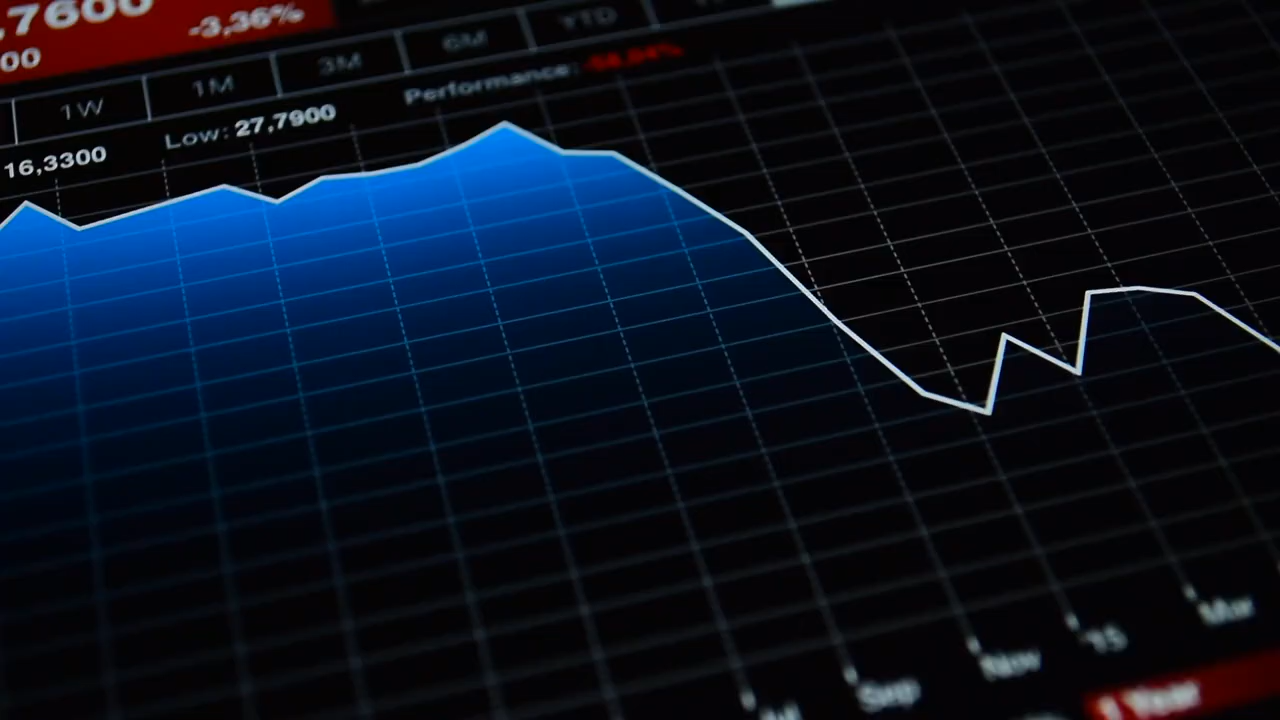 ,7600
-3,36%
00
1W
1M
3M
6M
YTD
16,3300
Low: 27,7900
Performance:
Jul
Sep
Nov
'15
Mar
1 Year